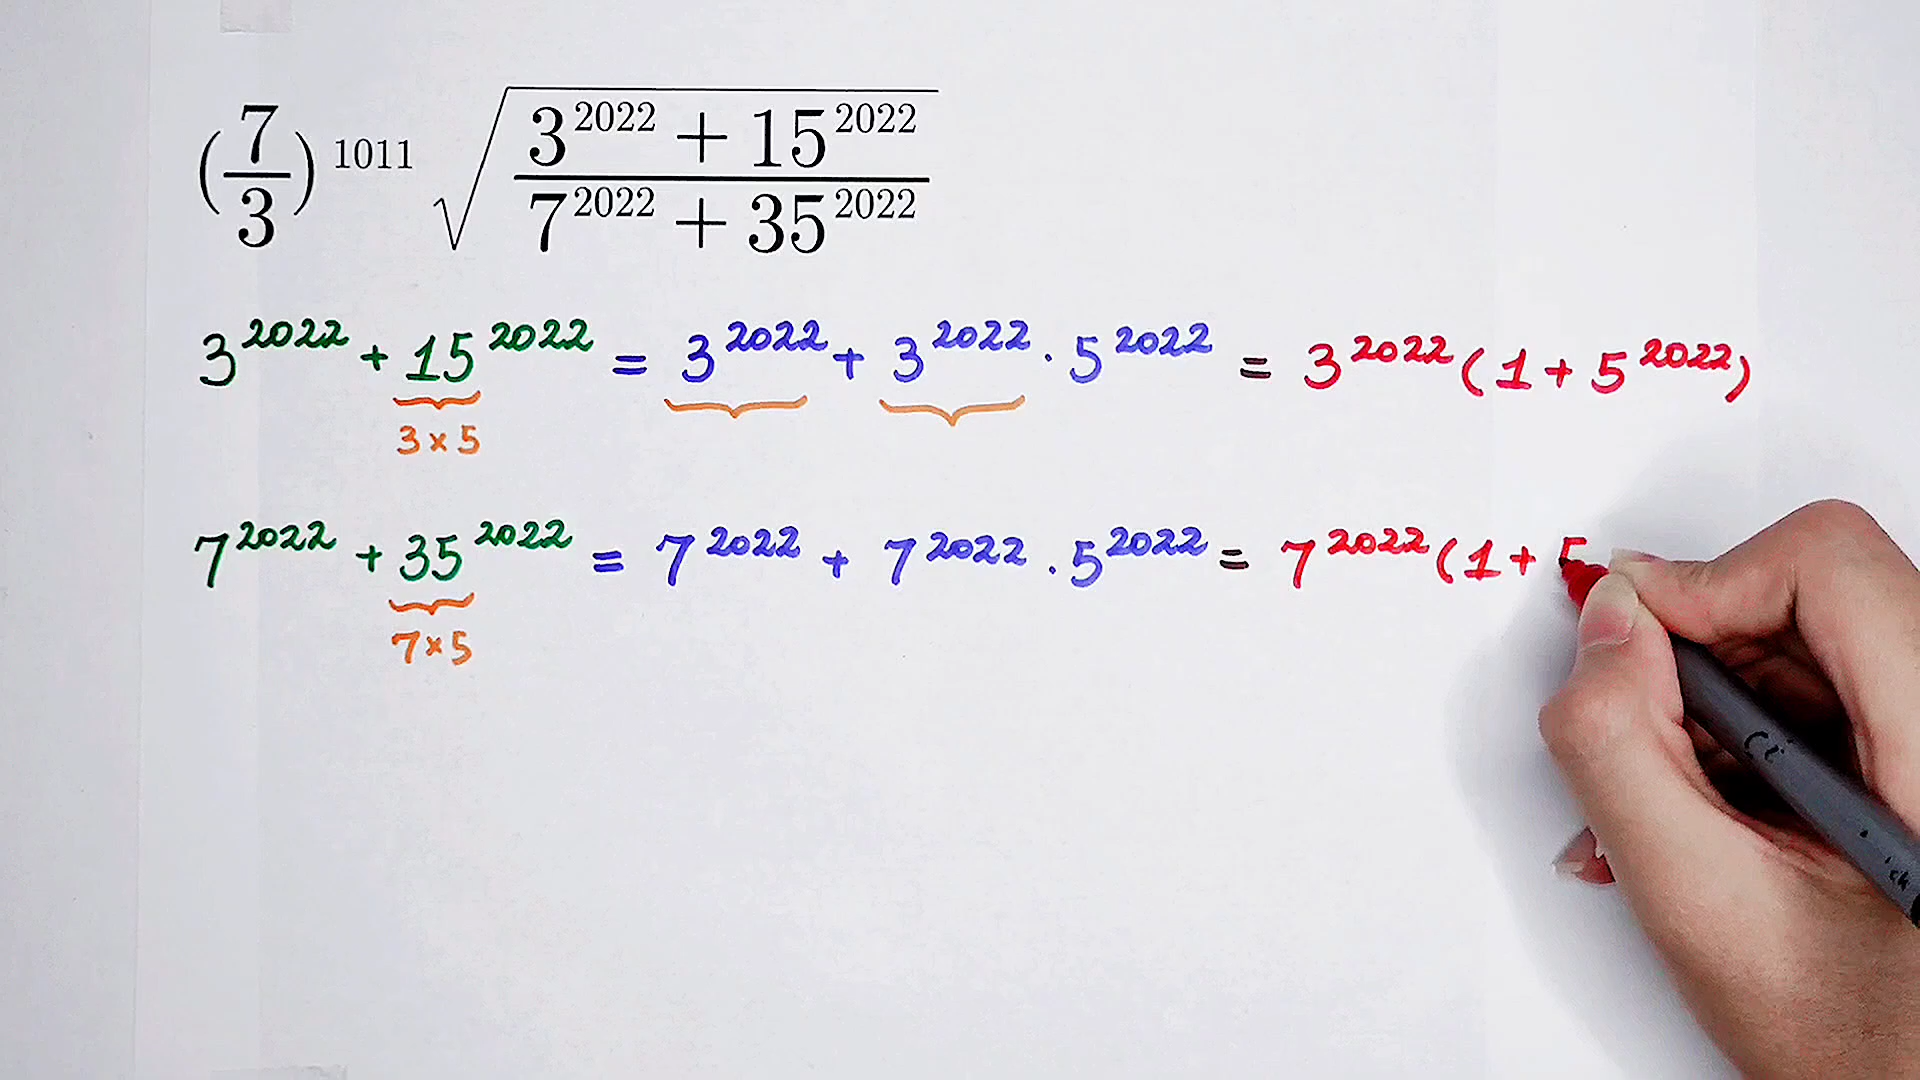 (7/3)^1011 √((3^2022 + 15^2022)/(7^2022 + 35^2022))
3^2022 + 15^2022 = 3^2022 + 3^2022 · 5^2022 = 3^2022 (1 + 5^2022)
3 × 5
7^2022 + 35^2022 = 7^2022 + 7^2022 · 5^2022 = 7^2022 (1 + 5
7 × 5